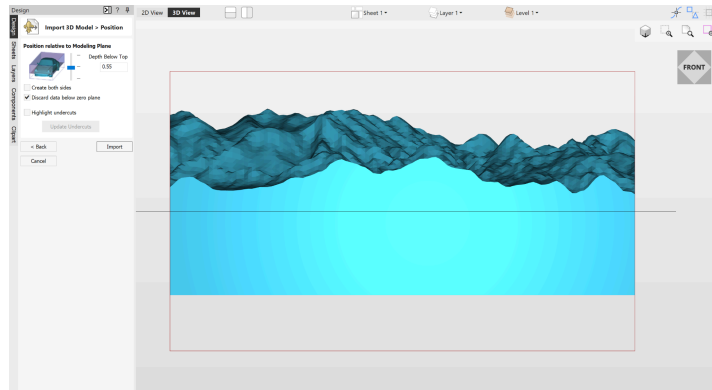 Design
?
2D View
3D View
Sheet 1
Layer 1
Level 1
Import 3D Model > Position
Position relative to Modeling Plane
Depth Below Top
0.55
Create both sides
Discard data below zero plane
Highlight undercuts
Update Undercuts
< Back
Import
Cancel
Design
Sheets
Layers
Components
Clipart
FRONT